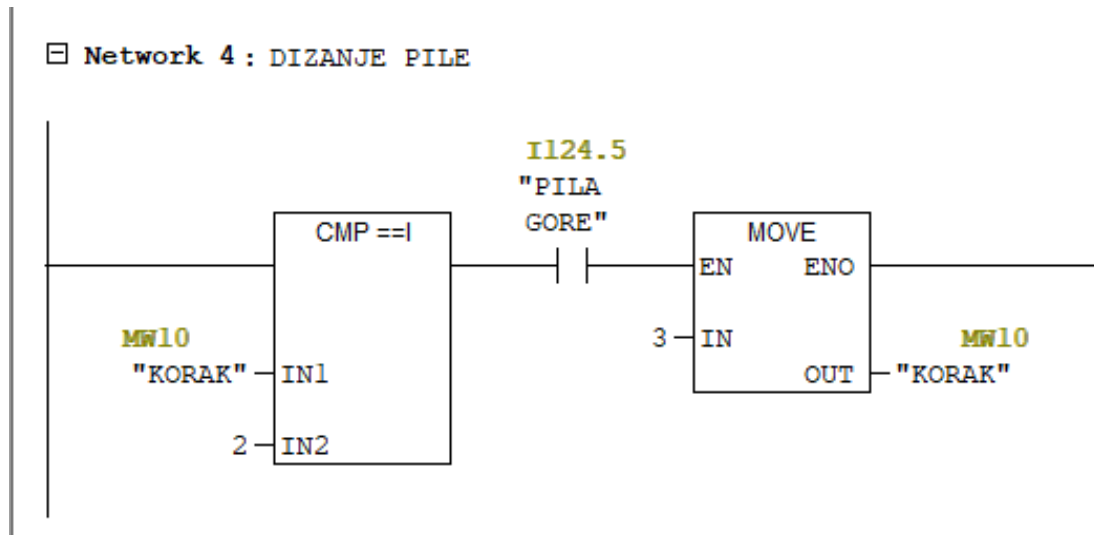 Network 4 : DIZANJE PILE
I124.5
"PILA
GORE"
CMP ==I
MOVE
EN ENO
MW10
"KORAK"
IN1
2
IN2
3
IN
MW10
OUT
"KORAK"